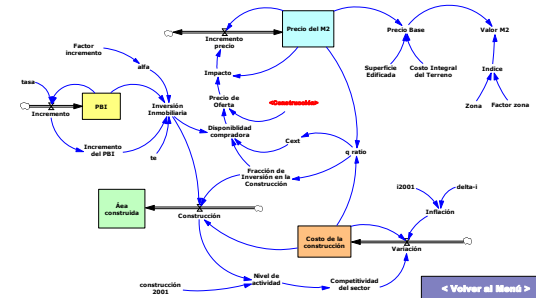 Precio del M2
Incremento
precio
Precio Base
Valor M2
Factor
incremento
alfa
Impacto
Superficie
Edificada
Costo Integral
del Terreno
Indice
tasa
PBI
Incremento
Inversión
Inmobiliaria
Precio de
Oferta
<Construcción>
Zona
Factor zona
Disponiblidad
compradora
Cext
Incremento
del PBI
te
q ratio
Fracción de
Inversión en la
Construcción
i2001
delta-i
Inflación
Áea
construida
Construcción
Costo de la
construcción
Variación
construcción
2001
Nivel de
actividad
Competitividad
del sector
< Volver al Menú >